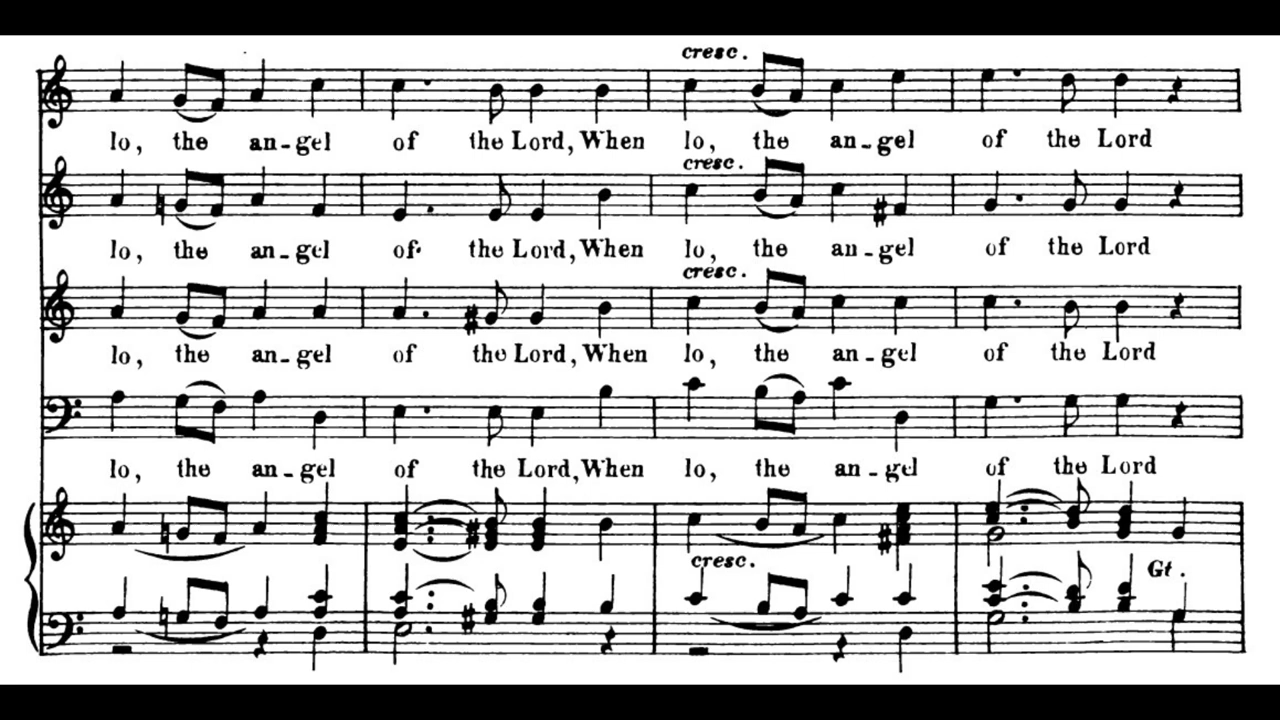 cresc.
lo, the an-gel of the Lord, When lo, the an-gel of the Lord
cresc.
lo, the an-gel of the Lord, When lo, the an-gel of the Lord
cresc.
lo, the an-gel of the Lord, When lo, the an-gel of the Lord
lo, the an-gel of the Lord, When lo, the an-gel of the Lord
cresc.
Gt.